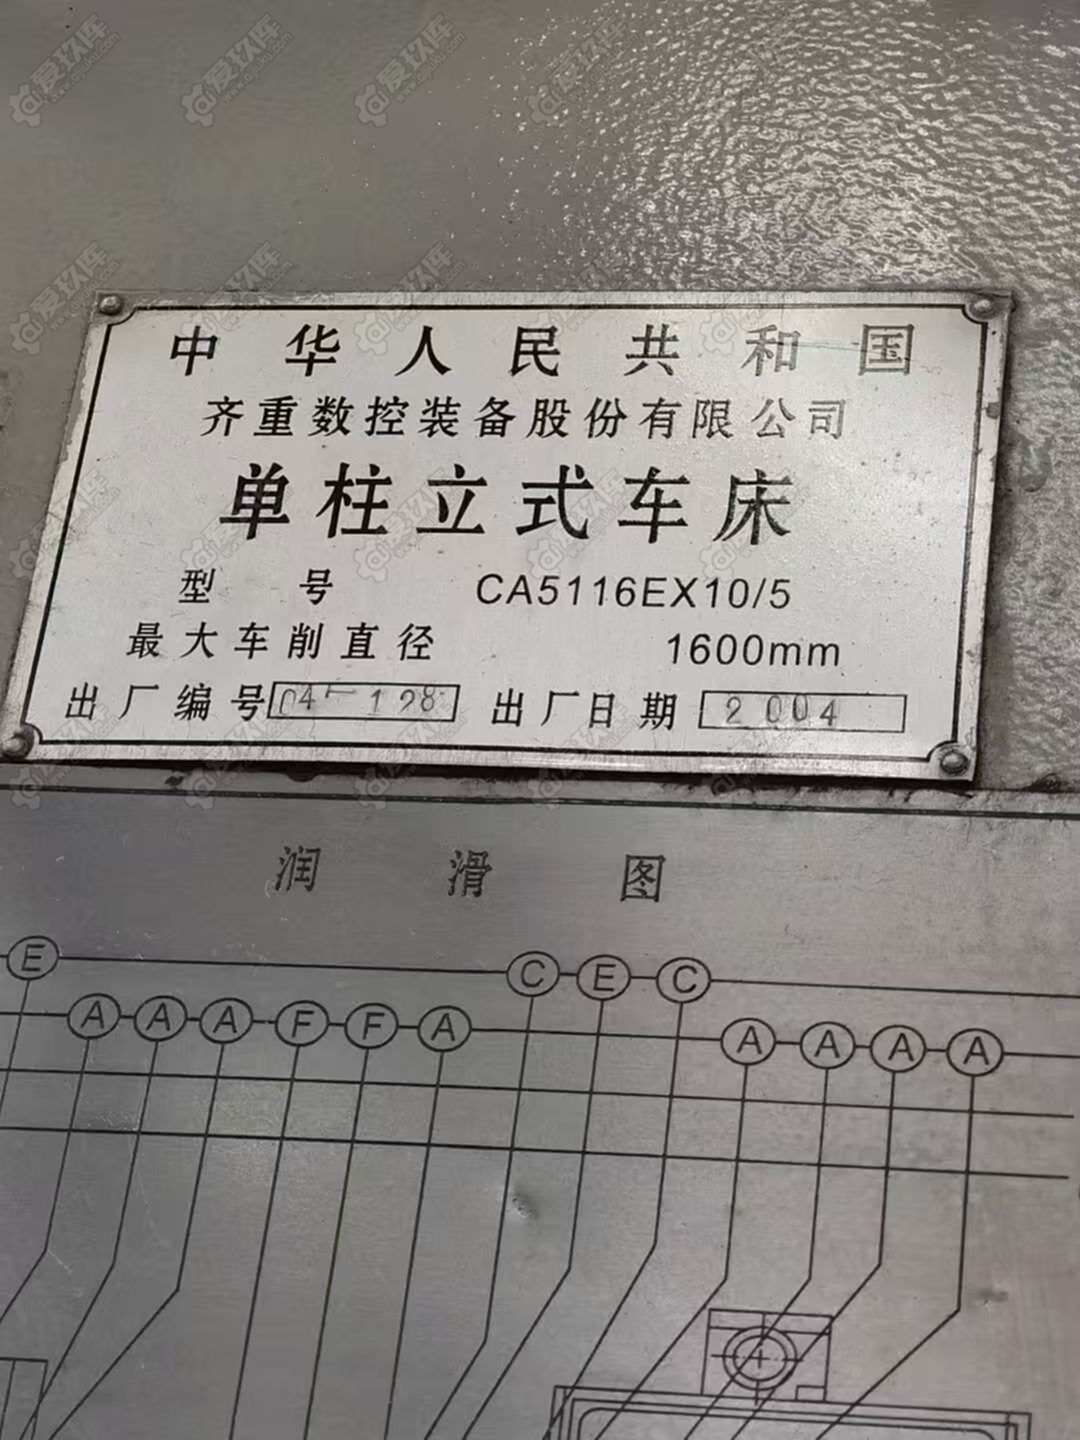 中华人民共和国
齐重数控装备股份有限公司
单柱立式车床
型号 CA5116EX10/5
最大车削直径 1600mm
出厂编号 04-128 出厂日期 2004
润滑图
E C E C
A A A F F A A A A A